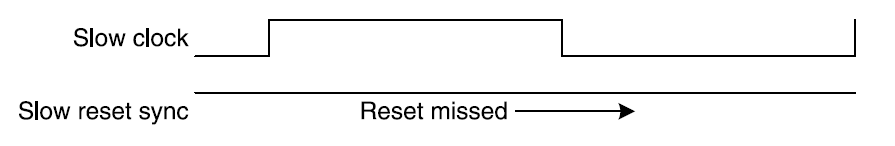 Slow clock
Slow reset sync
Reset missed